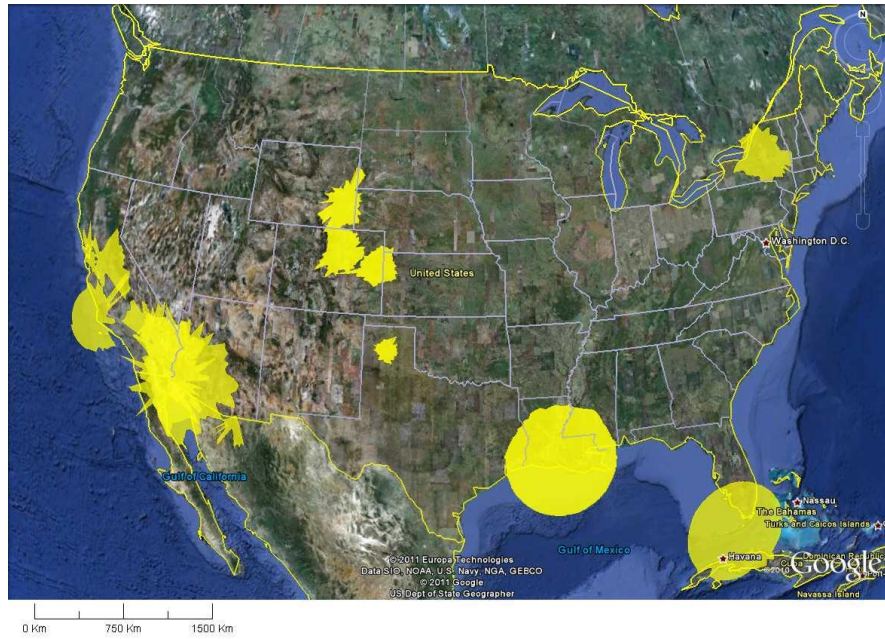 N
Washington D.C.
United States
Gulf of California
Nassau
The Bahamas
Turks and Caicos Islands
Gulf of Mexico
Havana
Cuba
Dominican Republic
© 2011 Europa Technologies
Data SIO, NOAA, U.S. Navy, NGA, GEBCO
© 2011 Google
US Dept of State Geographer
©2010
Google
Navassa Island
0 Km 750 Km 1500 Km